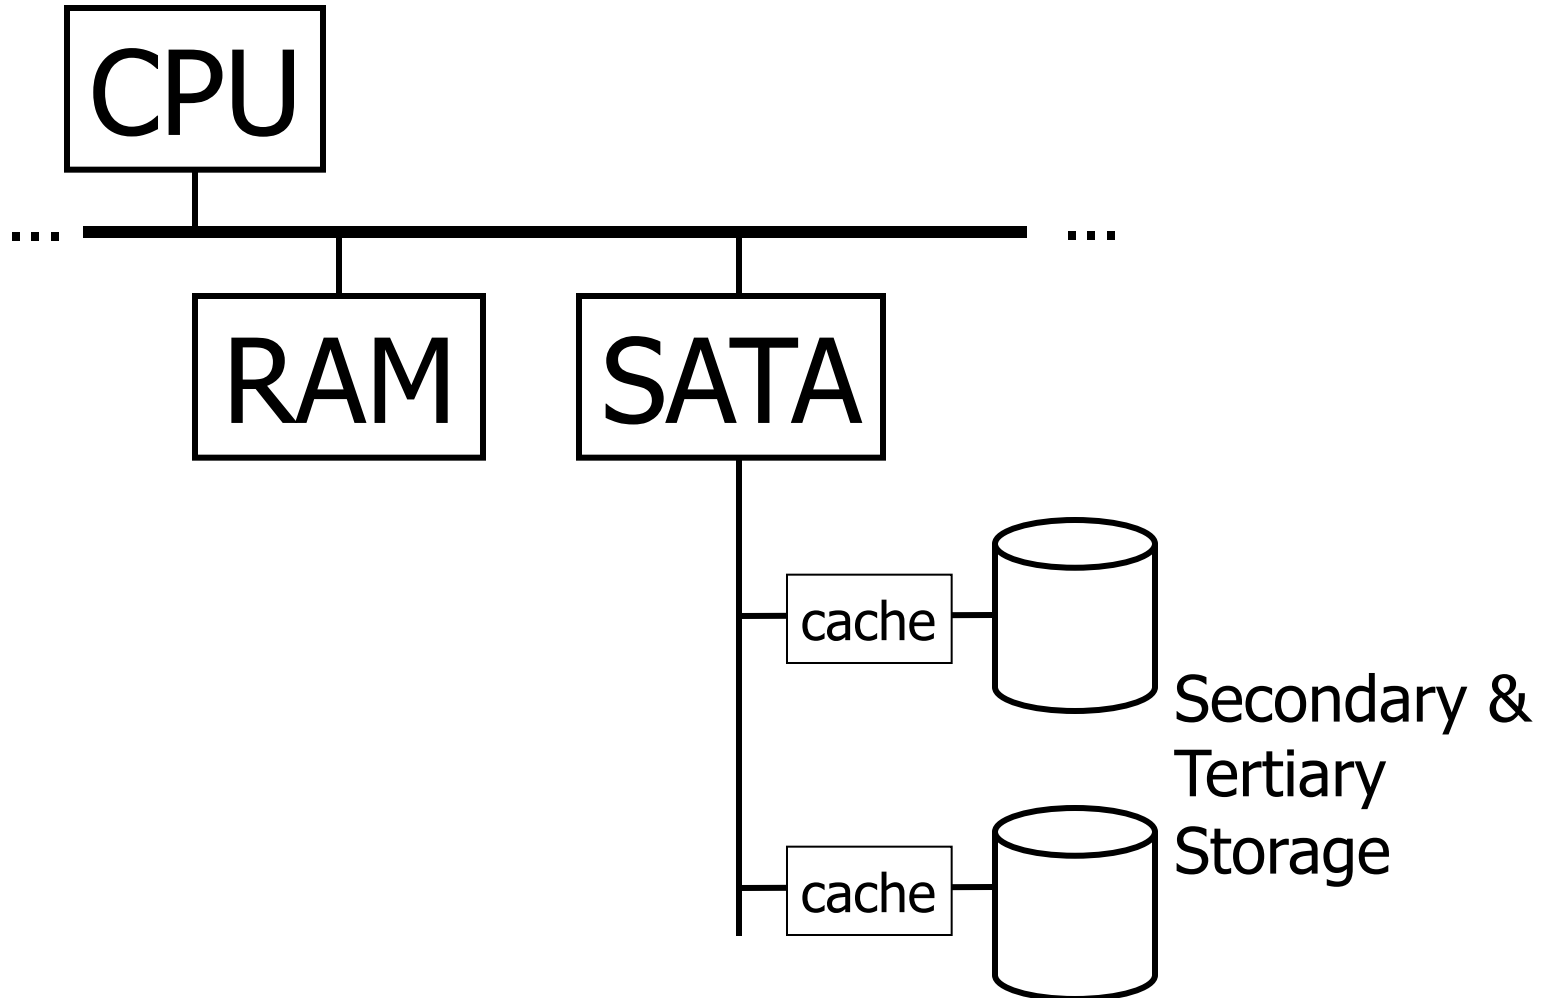 CPU
... ...
RAM SATA
cache
Secondary &
Tertiary
Storage
cache